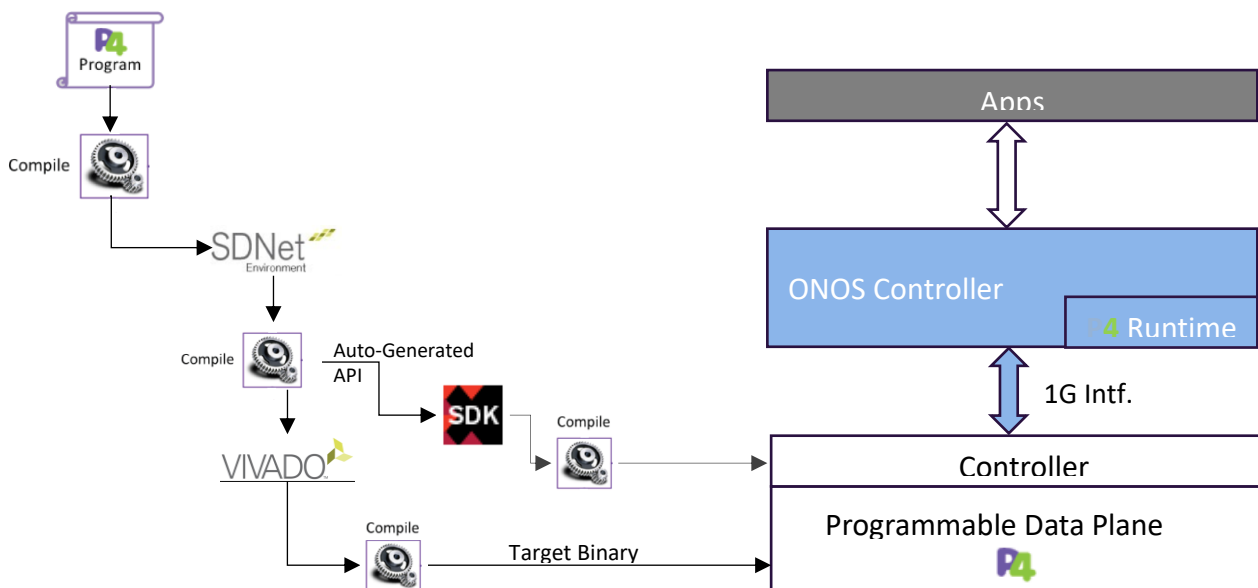 P4
Program
Compile
SDNet
Environment
Compile
Auto-Generated
API
SDK
Compile
VIVADO
Compile
Target Binary
Apps
ONOS Controller
P4 Runtime
1G Intf.
Controller
Programmable Data Plane
P4